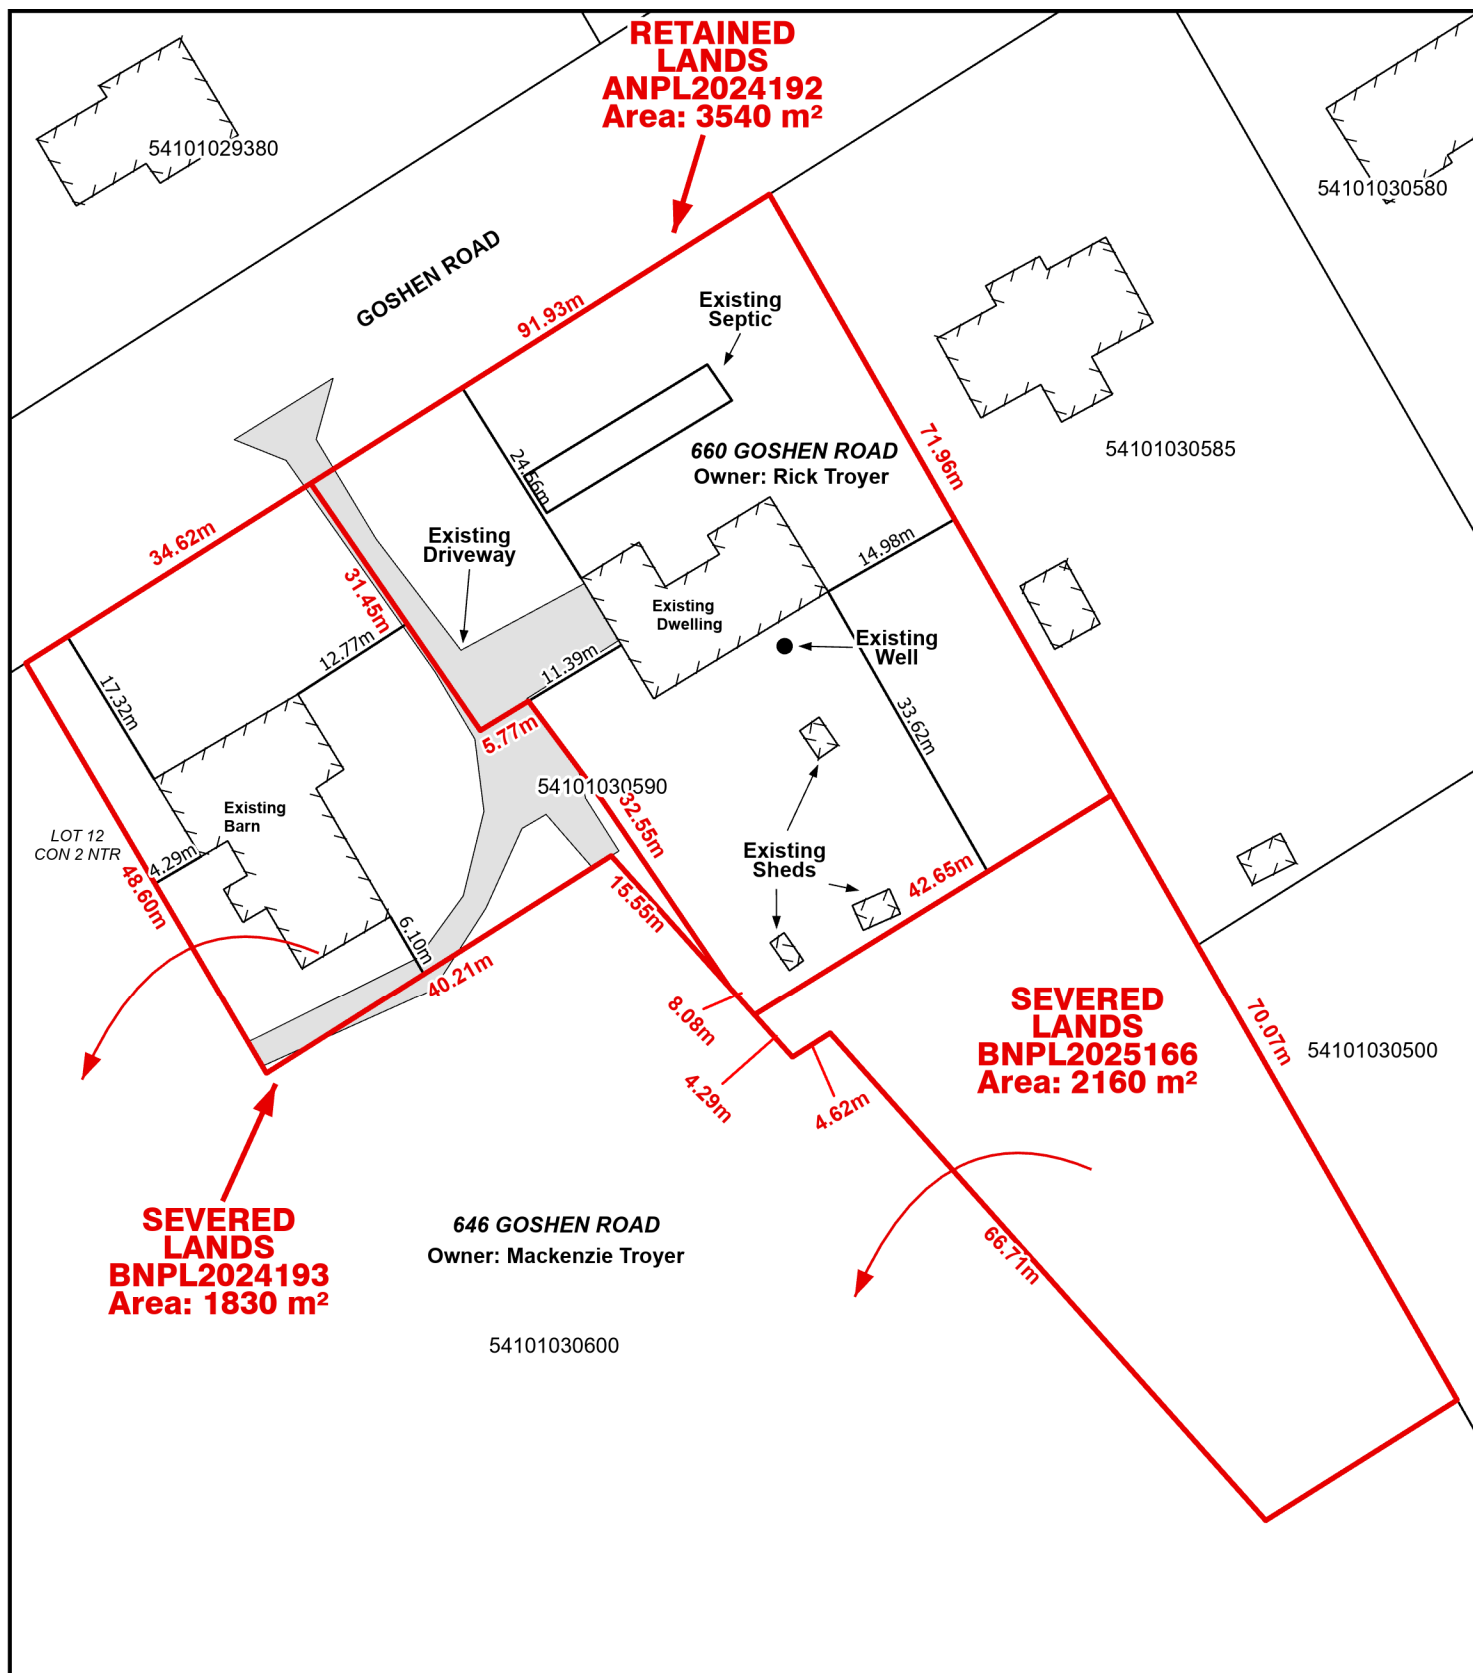 RETAINED
LANDS
ANPL2024192
Area: 3540 m²
54101029380
54101030580
GOSHEN ROAD
91.93m
Existing
Septic
660 GOSHEN ROAD
Owner: Rick Troyer
71.96m
54101030585
24.56m
34.62m
Existing
Driveway
31.45m
14.98m
12.77m
Existing
Dwelling
Existing
Well
11.39m
17.32m
33.62m
5.77m
54101030590
32.55m
Existing
Barn
LOT 12
CON 2 NTR
4.29m
48.60m
Existing
Sheds
42.65m
15.55m
6.10m
40.21m
8.08m
4.29m
4.62m
SEVERED
LANDS
BNPL2025166
Area: 2160 m²
70.07m
54101030500
SEVERED
LANDS
BNPL2024193
Area: 1830 m²
646 GOSHEN ROAD
Owner: Mackenzie Troyer
66.71m
54101030600